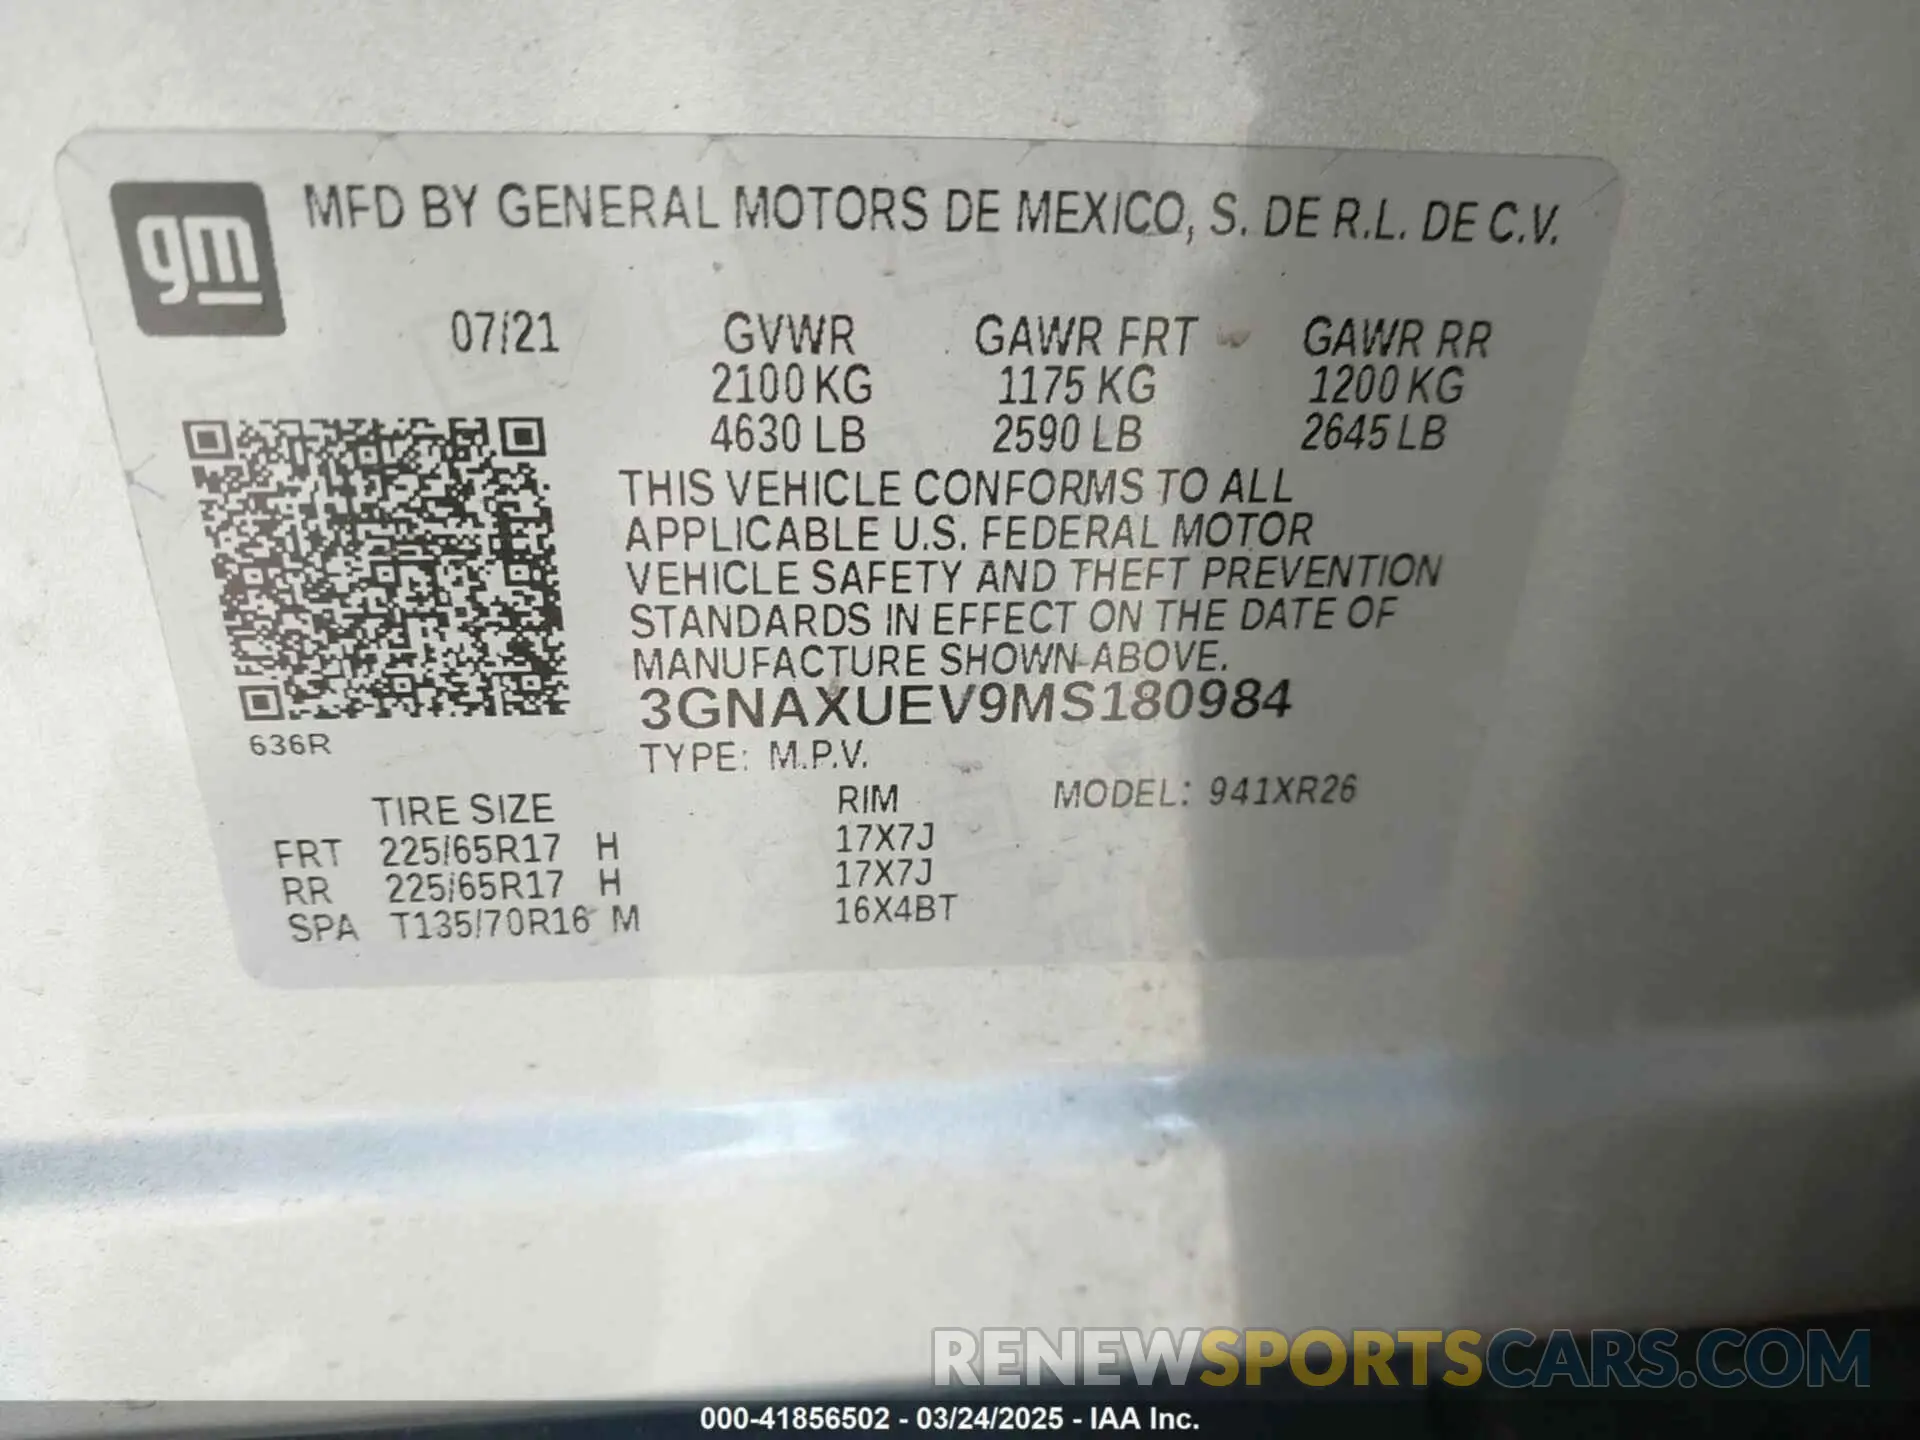 gm
MFD BY GENERAL MOTORS DE MEXICO, S. DE R.L. DE C.V.
07/21 GVWR GAWR FRT GAWR RR
2100 KG 1175 KG 1200 KG
4630 LB 2590 LB 2645 LB
THIS VEHICLE CONFORMS TO ALL
APPLICABLE U.S. FEDERAL MOTOR
VEHICLE SAFETY AND THEFT PREVENTION
STANDARDS IN EFFECT ON THE DATE OF
MANUFACTURE SHOWN ABOVE.
3GNAXUEV9MS180984
636R
TYPE: M.P.V.
TIRE SIZE RIM MODEL: 941XR26
FRT 225/65R17 H 17X7J
RR 225/65R17 H 17X7J
SPA T135/70R16 M 16X4BT
RENEWSPORTSCARS.COM
000-41856502 - 03/24/2025 - IAA Inc.